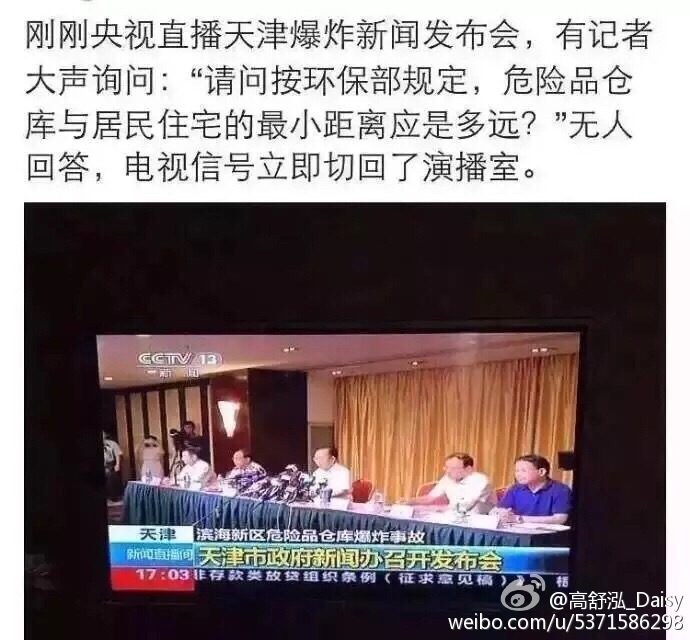 刚刚央视直播天津爆炸新闻发布会，有记者
大声询问：“请问按环保部规定，危险品仓
库与居民住宅的最小距离应是多远？”无人
回答，电视信号立即切回了演播室。
CCTV 13
新闻
天津 滨海新区危险品仓库爆炸事故
新闻直播间 天津市政府新闻办召开发布会
17:03 非存款类放贷组织条例（征求意见稿）》
@高舒泓_Daisy
weibo.com/u/5371586298